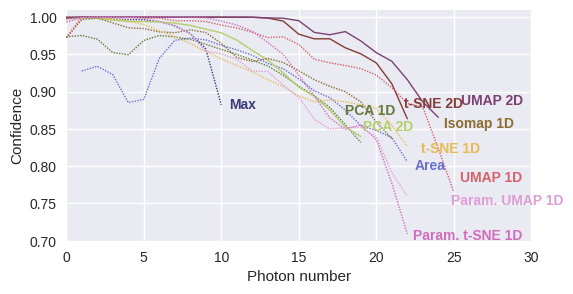 1.00
0.95
0.90
0.85
0.80
0.75
0.70
Confidence
Max
PCA 1D
PCA 2D
t-SNE 2D
UMAP 2D
Isomap 1D
t-SNE 1D
Area
UMAP 1D
Param. UMAP 1D
Param. t-SNE 1D
0 5 10 15 20 25 30
Photon number